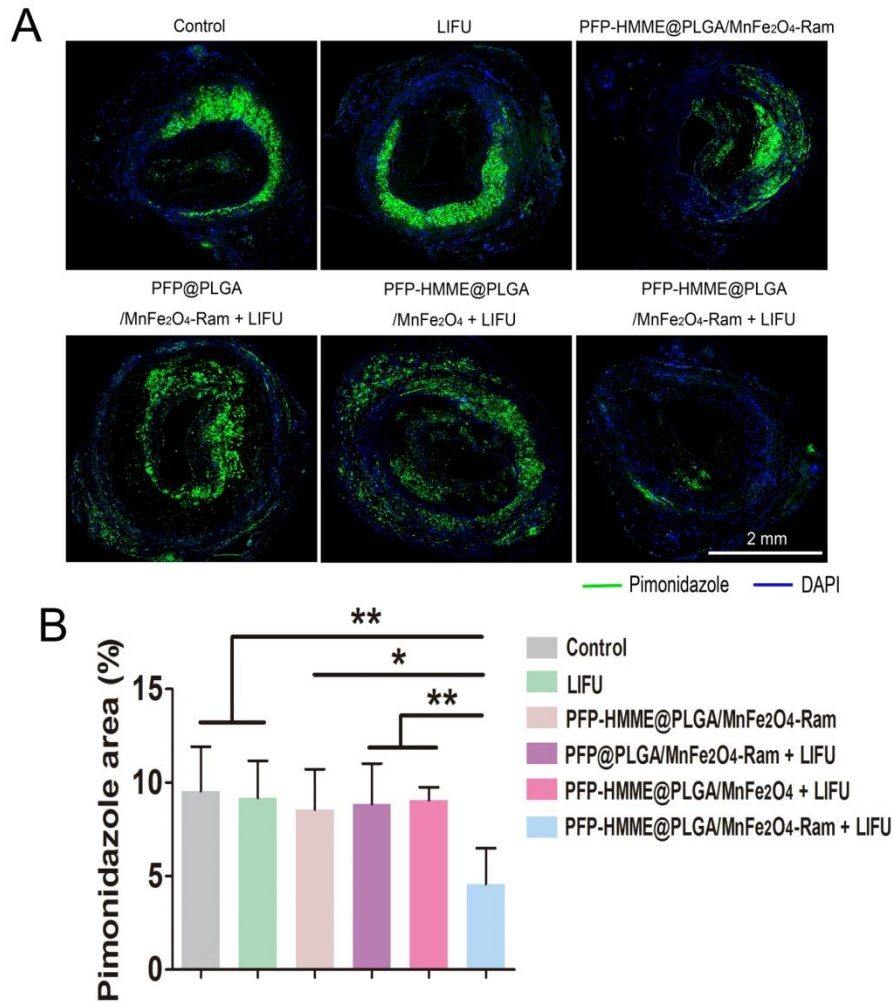 A
Control
LIFU
PFP-HMME@PLGA/MnFe₂O₄-Ram
PFP@PLGA
/MnFe₂O₄-Ram + LIFU
PFP-HMME@PLGA
/MnFe₂O₄ + LIFU
PFP-HMME@PLGA
/MnFe₂O₄-Ram + LIFU
2 mm
Pimonidazole
DAPI
B
Pimonidazole area (%)
15
10
5
0
**
*
**
Control
LIFU
PFP-HMME@PLGA/MnFe2O4-Ram
PFP@PLGA/MnFe2O4-Ram + LIFU
PFP-HMME@PLGA/MnFe2O4 + LIFU
PFP-HMME@PLGA/MnFe2O4-Ram + LIFU